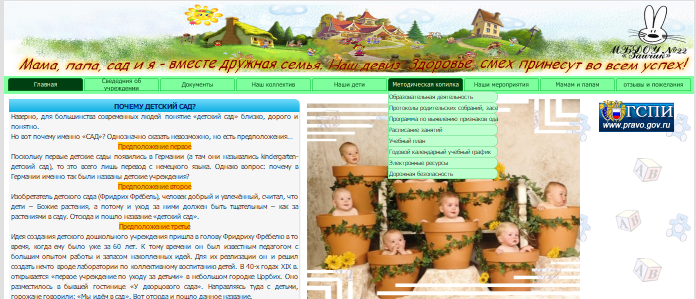 МБДОУ №22
«Зайчик»
Мама, папа, сад и я - вместе дружная семья. Наш девиз: Здоровье, смех принесут во всем успех!
Главная
Сведения об учреждении
Документы
Наш коллектив
Наши дети
Методическая копилка
Наши мероприятия
Мамам и папам
отзывы и пожелания
Образовательная деятельность
Протоколы родительских собраний, засе
Программа по выявлению признаков ода
Расписание занятий
Учебный план
Годовой календарный учебный график
Электронные ресурсы
Дорожная безопасность
ГСПИ
www.pravo.gov.ru
ПОЧЕМУ ДЕТСКИЙ САД?
Наверно, для большинства современных людей понятие «детский сад» близко, дорого и
понятно.
Но вот почему именно «САД»? Однозначно сказать невозможно, но есть предположения...
Предположение первое
Поскольку первые детские сады появились в Германии (а там они назывались kindergarten-
детский сад), то это всего лишь перевод с немецкого языка. Однако вопрос: почему в
Германии именно так были названы детские учреждения?
Предположение второе
Изобретатель детского сада (Фридрих Фрёбель), человек добрый и увлечённый, считал, что
дети – Божие растения, а потому и уход за ними должен быть тщательным – как за
растениями в саду. Отсюда и пошло название «детский сад».
Предположение третье
Идея создания детского дошкольного учреждения пришла в голову Фридриху Фрёбелю в то
время, когда ему было уже за 60 лет. К тому времени он был известным педагогом с
большим опытом работы и запасом накопленных идей. Для их реализации он и решил
создать нечто вроде лаборатории по коллективному воспитанию детей. В 40-х годах XIX в.
открывается «первое учреждение по уходу за детьми» в небольшом городке Цорбих. Оно
разместилось в бывшей гостинице «У дворцового сада». Направляясь туда с детьми,
горожане говорили: «Мы идём в сад». Вот отсюда и пошло данное название.